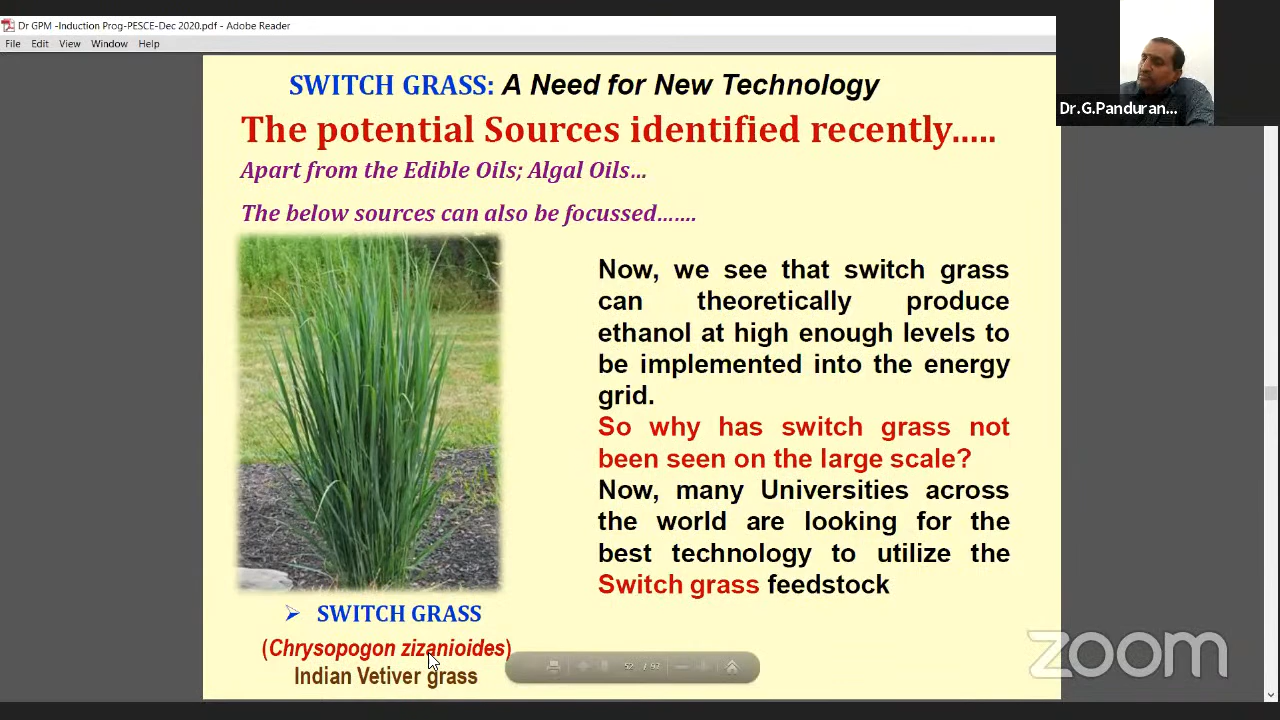 Dr GPM -Induction Prog-PESCE-Dec 2020.pdf - Adobe Reader
File Edit View Window Help
Dr.G.Panduran...
SWITCH GRASS: A Need for New Technology
The potential Sources identified recently.....
Apart from the Edible Oils; Algal Oils...
The below sources can also be focussed.......
Now, we see that switch grass
can theoretically produce
ethanol at high enough levels to
be implemented into the energy
grid.
So why has switch grass not
been seen on the large scale?
Now, many Universities across
the world are looking for the
best technology to utilize the
Switch grass feedstock
SWITCH GRASS
(Chrysopogon zizanioides)
Indian Vetiver grass
52 / 97
zoom